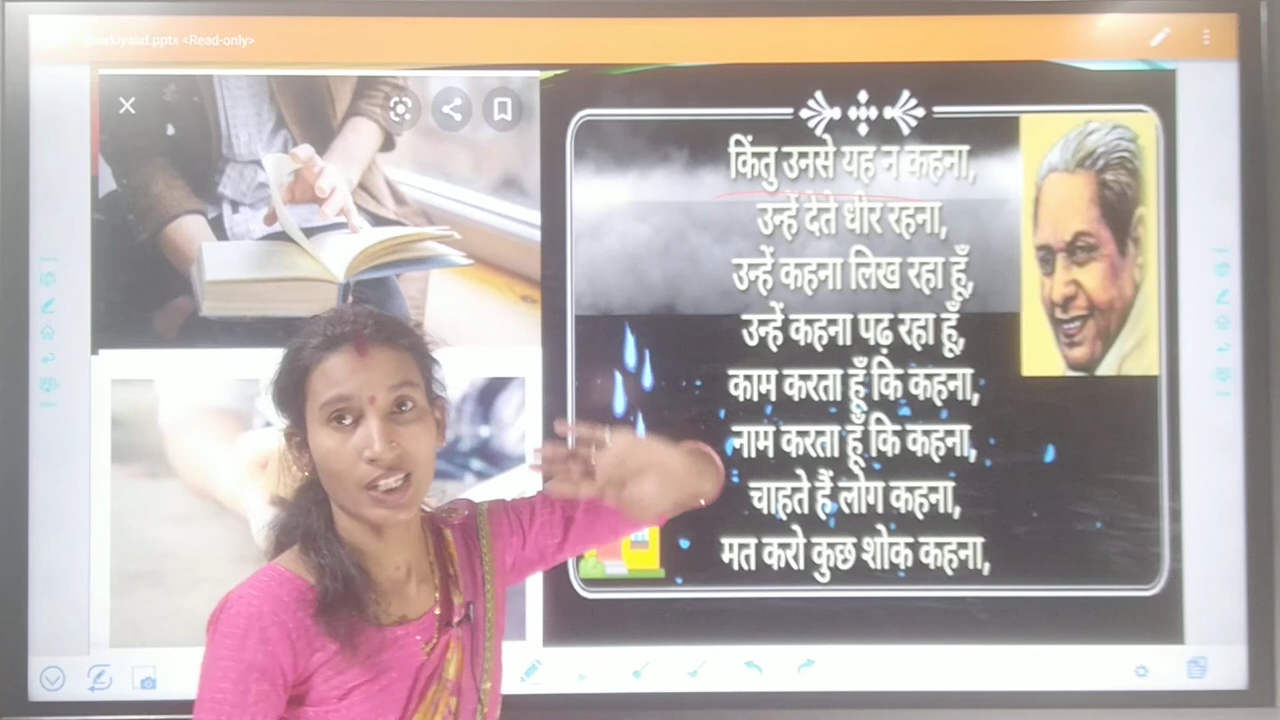 .pptx <Read-only>
किंतु उनसे यह न कहना,
उन्हें देते धीर रहना,
उन्हें कहना लिख रहा हूँ,
उन्हें कहना पढ़ रहा हूँ,
काम करता हूँ कि कहना,
नाम करता हूँ कि कहना,
चाहते हैं लोग कहना,
मत करो कुछ शोक कहना,